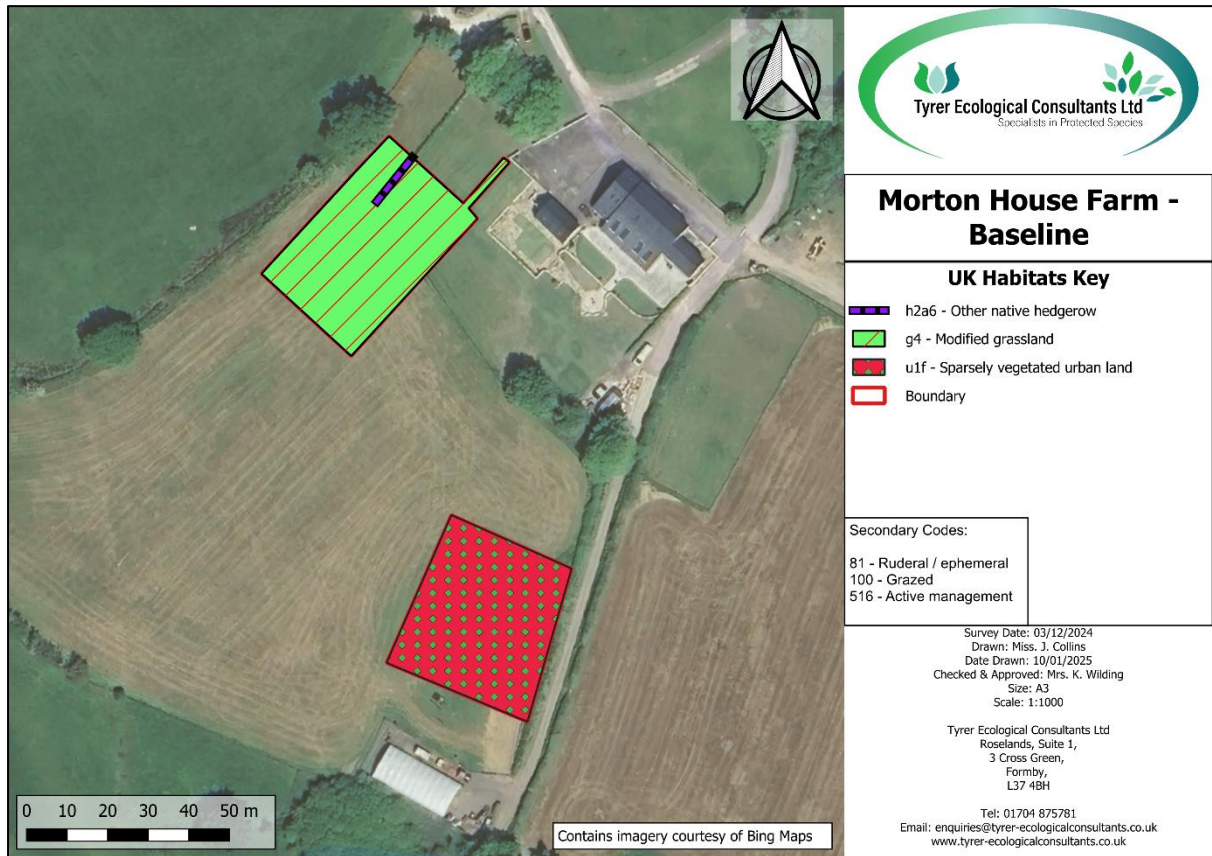 Tyrer Ecological Consultants Ltd
Specialists in Protected Species
Morton House Farm -
Baseline
UK Habitats Key
h2a6 - Other native hedgerow
g4 - Modified grassland
u1f - Sparsely vegetated urban land
Boundary
Secondary Codes:
81 - Ruderal / ephemeral
100 - Grazed
516 - Active management
Survey Date: 03/12/2024
Drawn: Miss. J. Collins
Date Drawn: 10/01/2025
Checked & Approved: Mrs. K. Wilding
Size: A3
Scale: 1:1000
Tyrer Ecological Consultants Ltd
Roselands, Suite 1,
3 Cross Green,
Formby,
L37 4BH
Tel: 01704 875781
Email: enquiries@tyrer-ecologicalconsultants.co.uk
www.tyrer-ecologicalconsultants.co.uk
0 10 20 30 40 50 m
Contains imagery courtesy of Bing Maps